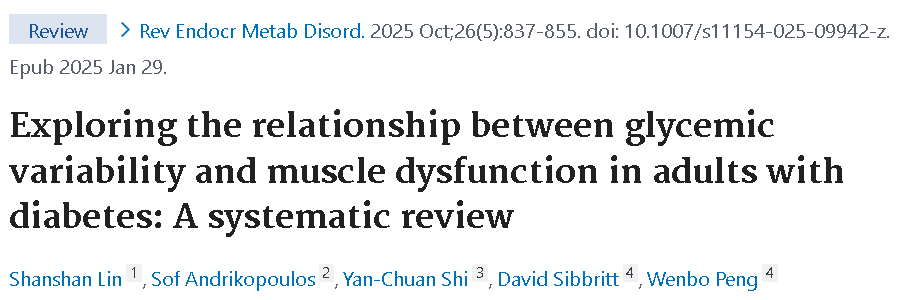 Review > Rev Endocr Metab Disord. 2025 Oct;26(5):837-855. doi: 10.1007/s11154-025-09942-z.
Epub 2025 Jan 29.
Exploring the relationship between glycemic
variability and muscle dysfunction in adults with
diabetes: A systematic review
Shanshan Lin 1, Sof Andrikopoulos 2, Yan-Chuan Shi 3, David Sibbritt 4, Wenbo Peng 4